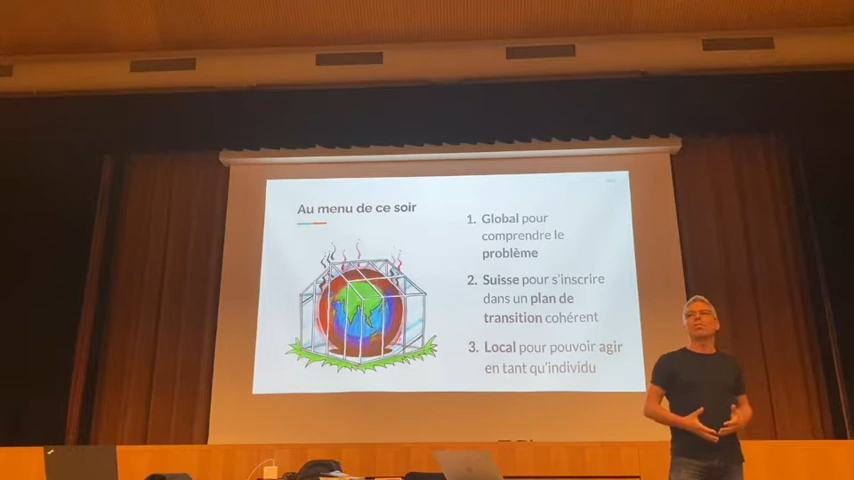 Au menu de ce soir
1. Global pour
comprendre le
problème
2. Suisse pour s'inscrire
dans un plan de
transition cohérent
3. Local pour pouvoir agir
en tant qu'individu